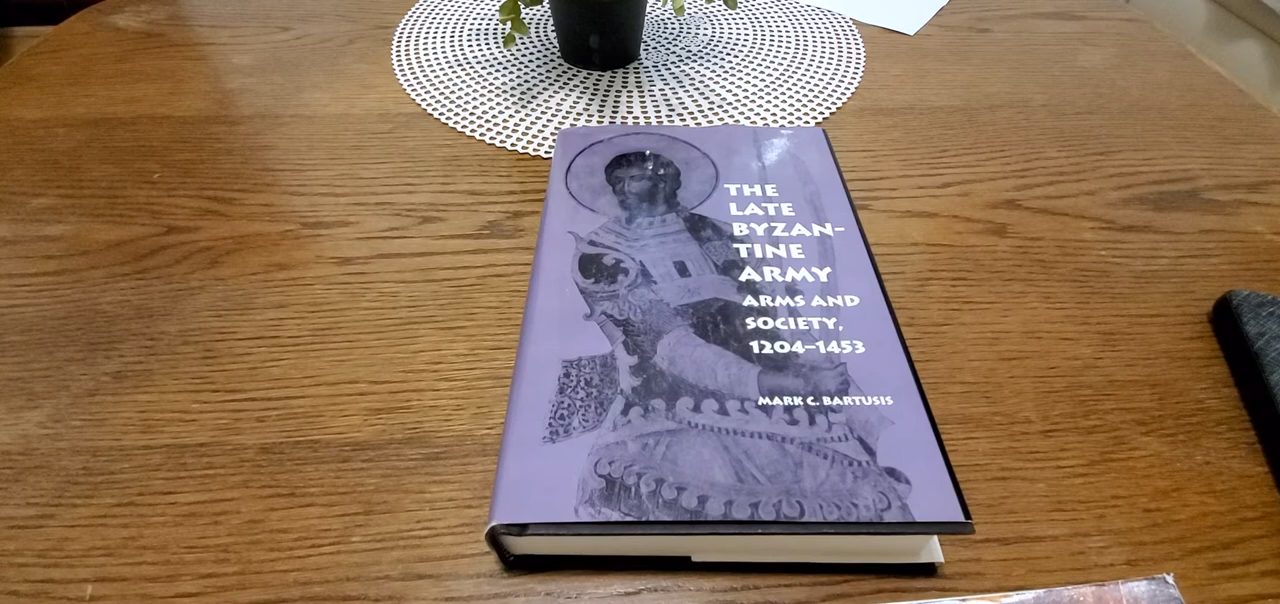 THE
LATE
BYZAN-
TINE
ARMY
ARMS AND
SOCIETY,
1204-1453
MARK C. BARTUSIS